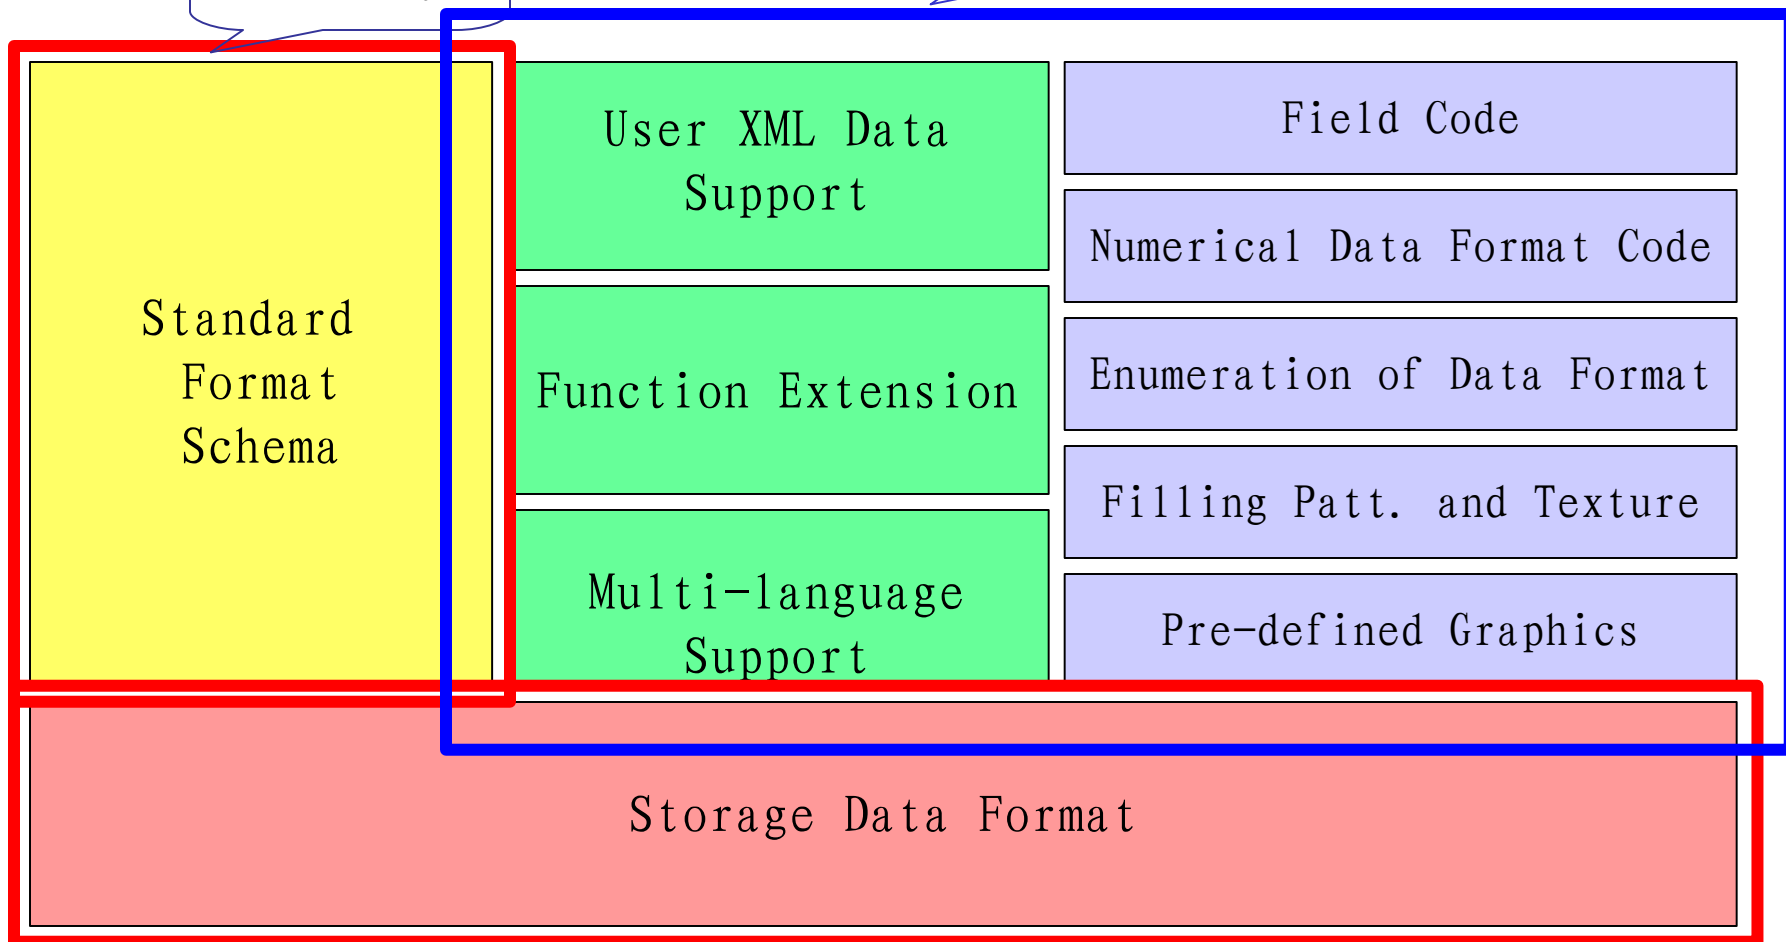 Standard
Format
Schema
User XML Data
Support
Function Extension
Multi-language
Support
Field Code
Numerical Data Format Code
Enumeration of Data Format
Filling Patt. and Texture
Pre-defined Graphics
Storage Data Format